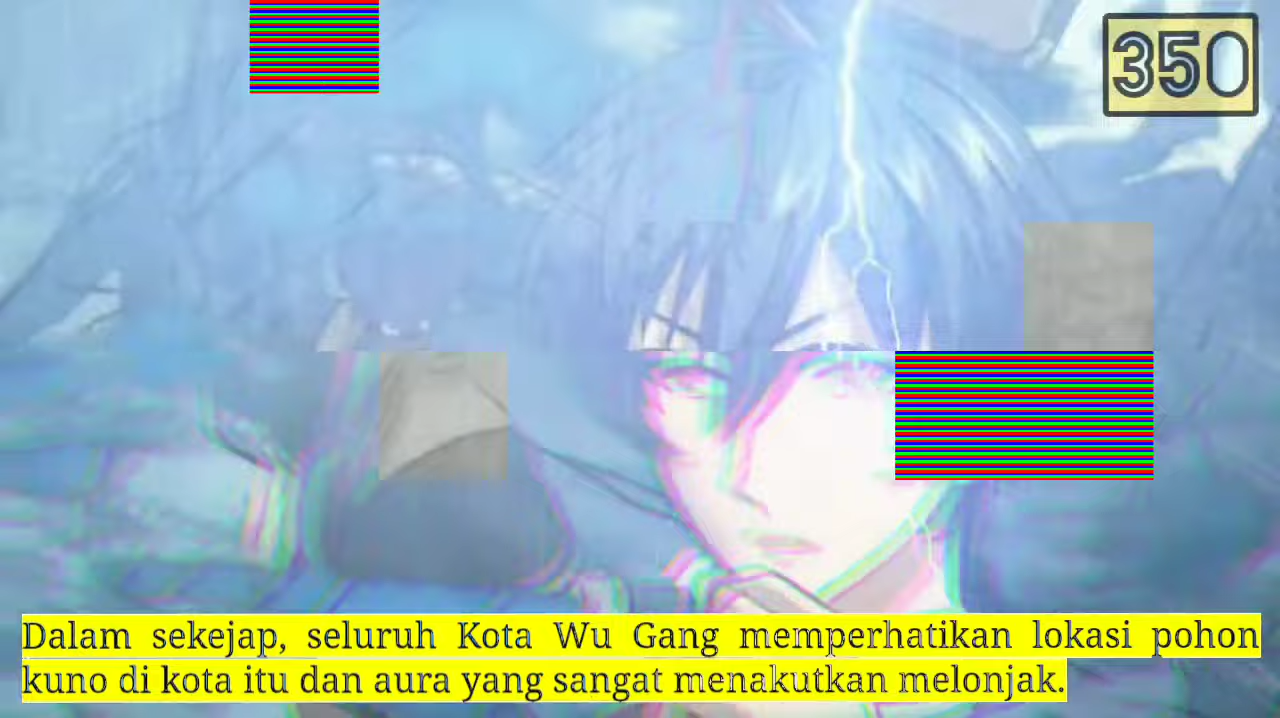 350
Dalam sekejap, seluruh Kota Wu Gang memperhatikan lokasi pohon
kuno di kota itu dan aura yang sangat menakutkan melonjak.